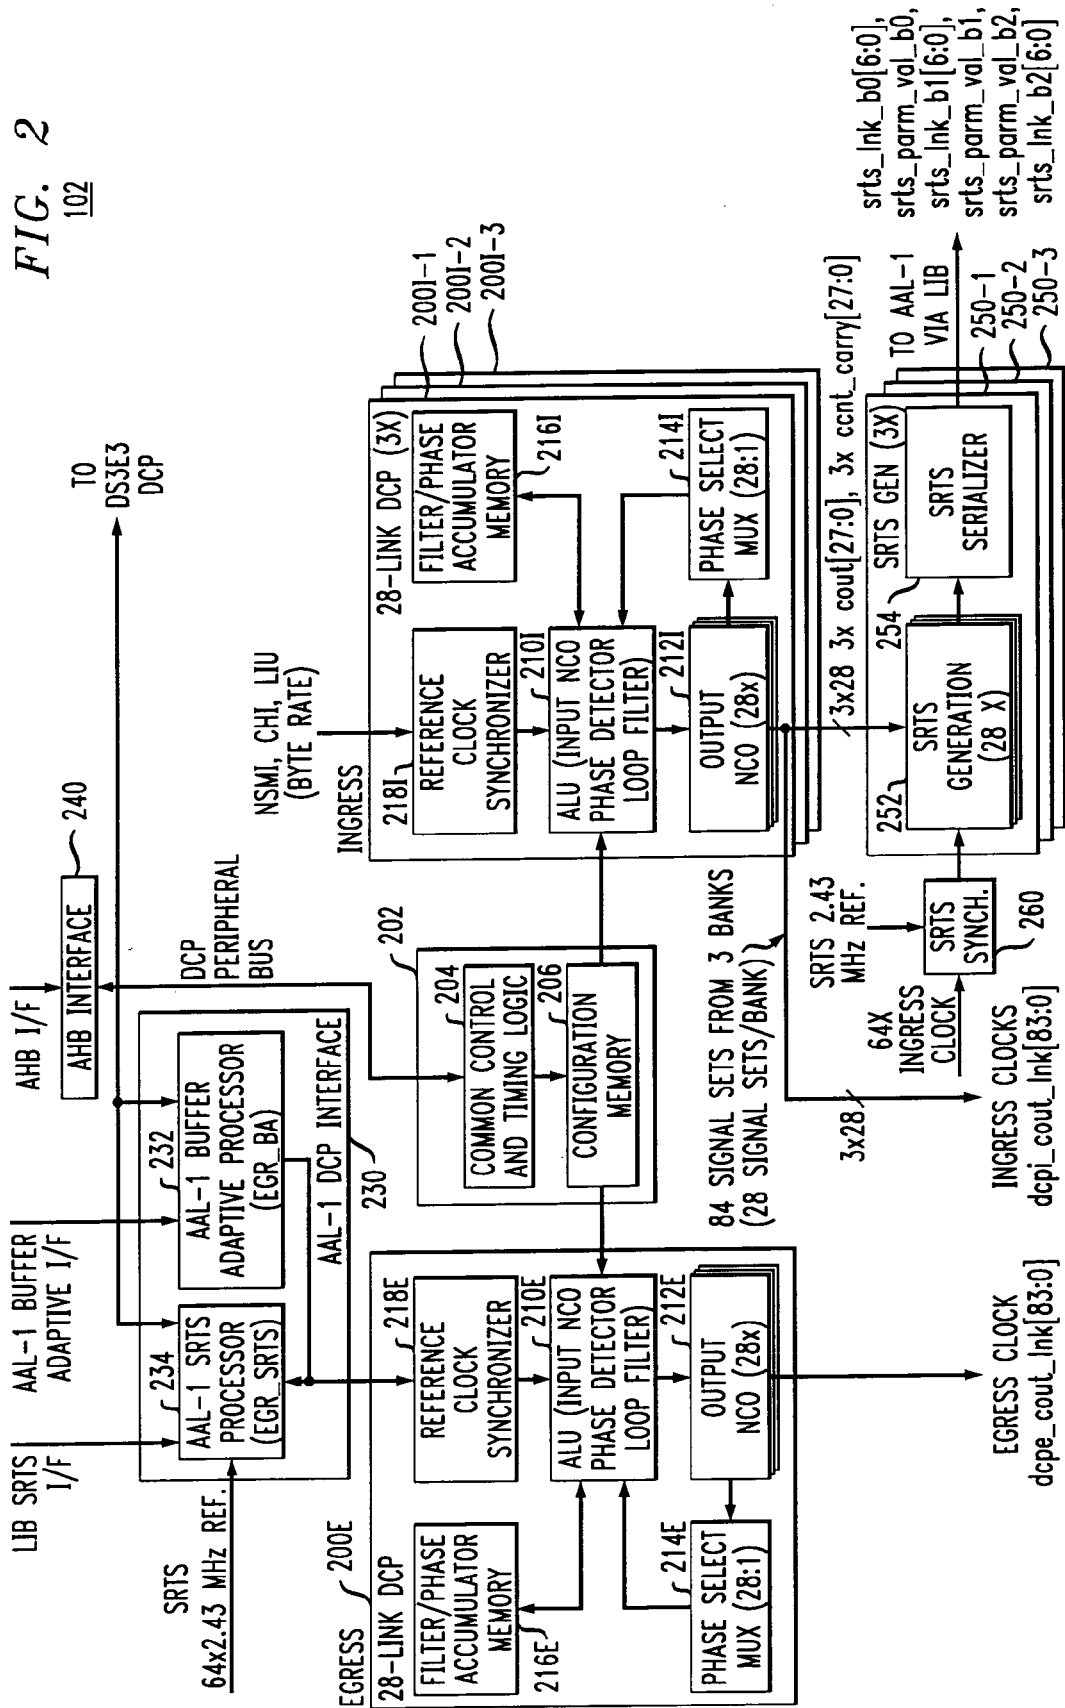 FIG. 2
102
LIB SRTS
I/F
AAL-1 BUFFER
ADAPTIVE I/F
AHB I/F
240
AHB INTERFACE
TO
DS3E3
DCP
SRTS
64x2.43 MHz REF.
234
AAL-1 SRTS
PROCESSOR
(EGR_SRTS)
232
AAL-1 BUFFER
ADAPTIVE PROCESSOR
(EGR_BA)
AAL-1 DCP INTERFACE
230
DCP
PERIPHERAL
BUS
NSMI, CHI, LIU
(BYTE RATE)
EGRESS
200E
28-LINK DCP
FILTER/PHASE
ACCUMULATOR
MEMORY
216E
218E
REFERENCE
CLOCK
SYNCHRONIZER
210E
ALU (INPUT NCO
PHASE DETECTOR
LOOP FILTER)
212E
OUTPUT
NCO (28x)
214E
PHASE SELECT
MUX (28:1)
EGRESS CLOCK
dcpe_cout_lnk[83:0]
202
204
COMMON CONTROL
AND TIMING LOGIC
206
CONFIGURATION
MEMORY
INGRESS
28-LINK DCP (3X)
200I-1
200I-2
200I-3
218I
REFERENCE
CLOCK
SYNCHRONIZER
FILTER/PHASE
ACCUMULATOR
MEMORY
216I
210I
ALU (INPUT NCO
PHASE DETECTOR
LOOP FILTER)
212I
OUTPUT
NCO (28x)
214I
PHASE SELECT
MUX (28:1)
84 SIGNAL SETS FROM 3 BANKS
(28 SIGNAL SETS/BANK)
3x28
INGRESS CLOCKS
dcpi_cout_lnk[83:0]
3x28 3x cout[27:0], 3x ccnt_carry[27:0]
SRTS 2.43
MHz REF.
64X
INGRESS
CLOCK
SRTS
SYNCH.
260
252
SRTS
GENERATION
(28 X)
254
SRTS GEN (3X)
SRTS
SERIALIZER
250-1
250-2
250-3
TO AAL-1
VIA LIB
srts_lnk_b0[6:0],
srts_parm_val_b0,
srts_lnk_b1[6:0],
srts_parm_val_b1,
srts_parm_val_b2,
srts_lnk_b2[6:0]